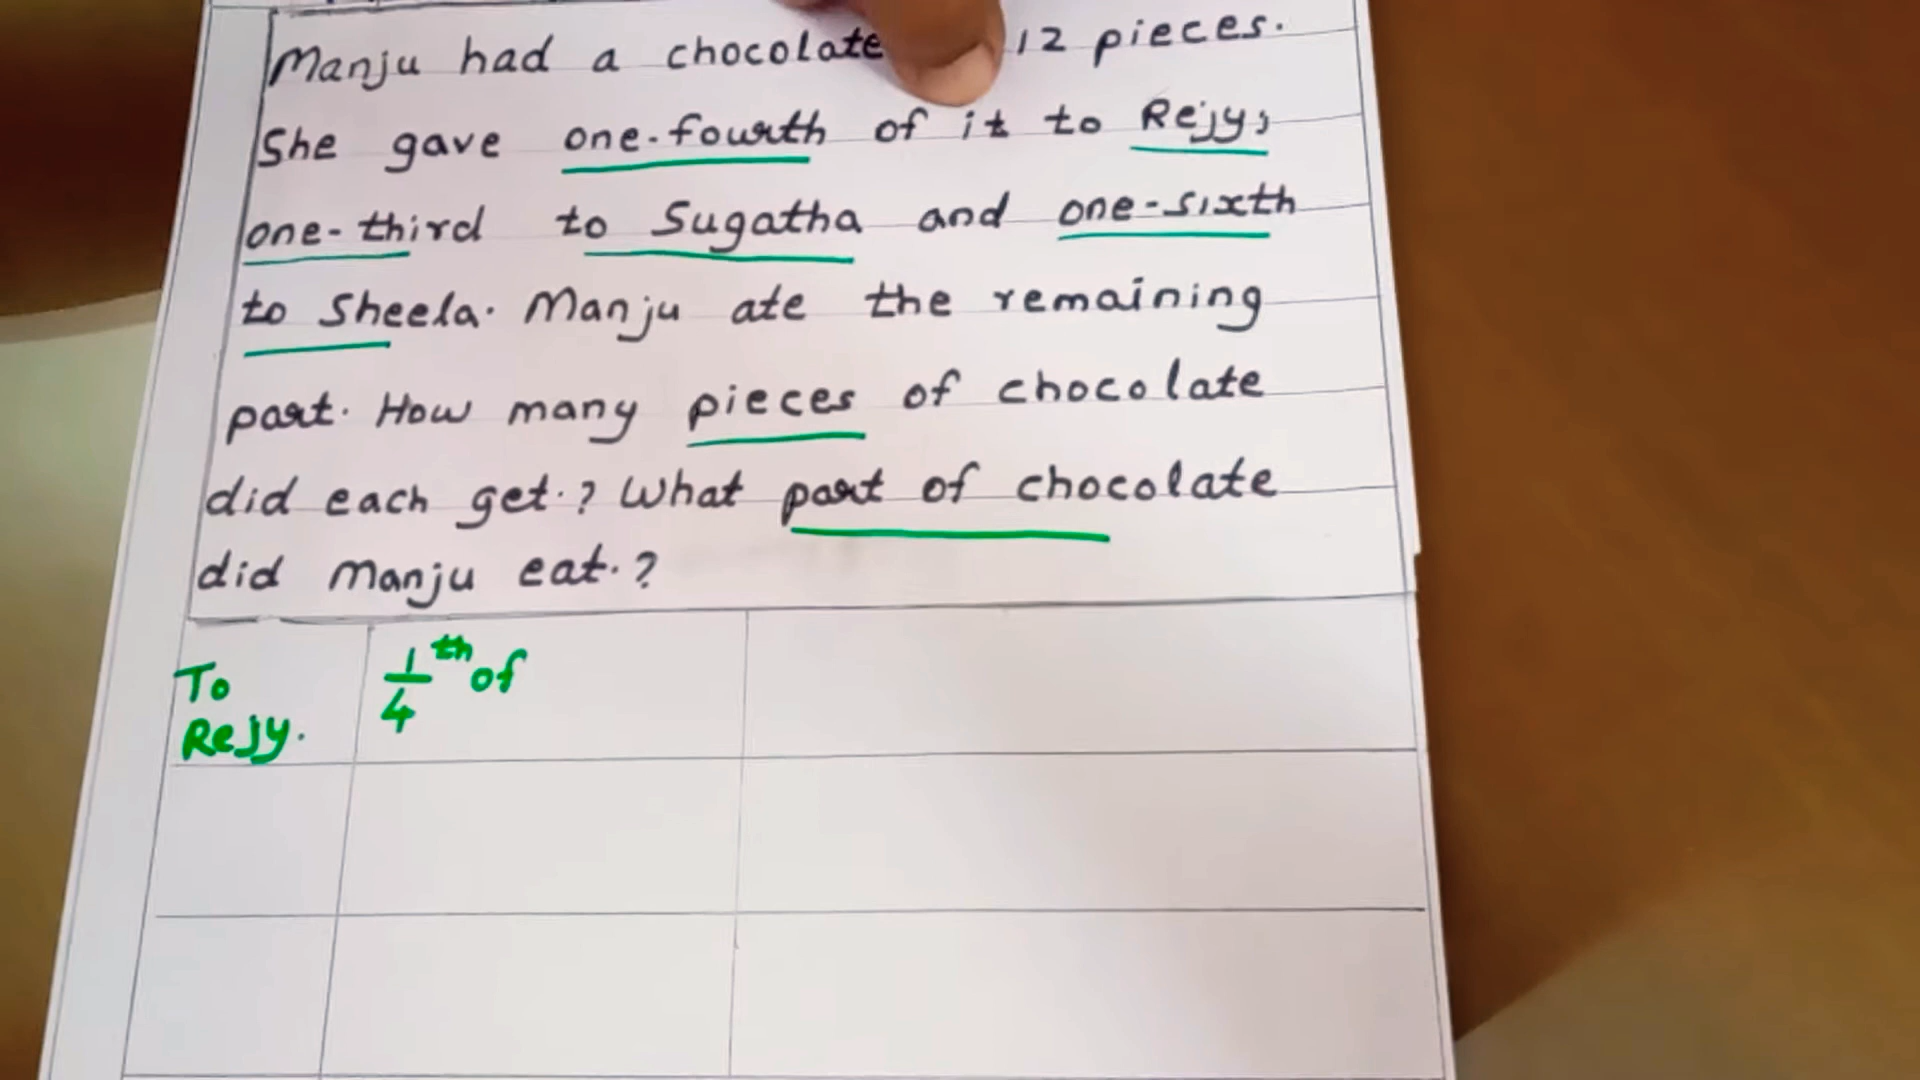 Manju had a chocolate 12 pieces.
She gave one-fourth of it to Rejy,
one-third to Sugatha and one-sixth
to Sheela. Manju ate the remaining
part. How many pieces of chocolate
did each get.? What part of chocolate
did Manju eat.?
To Rejy.
1/4 th of